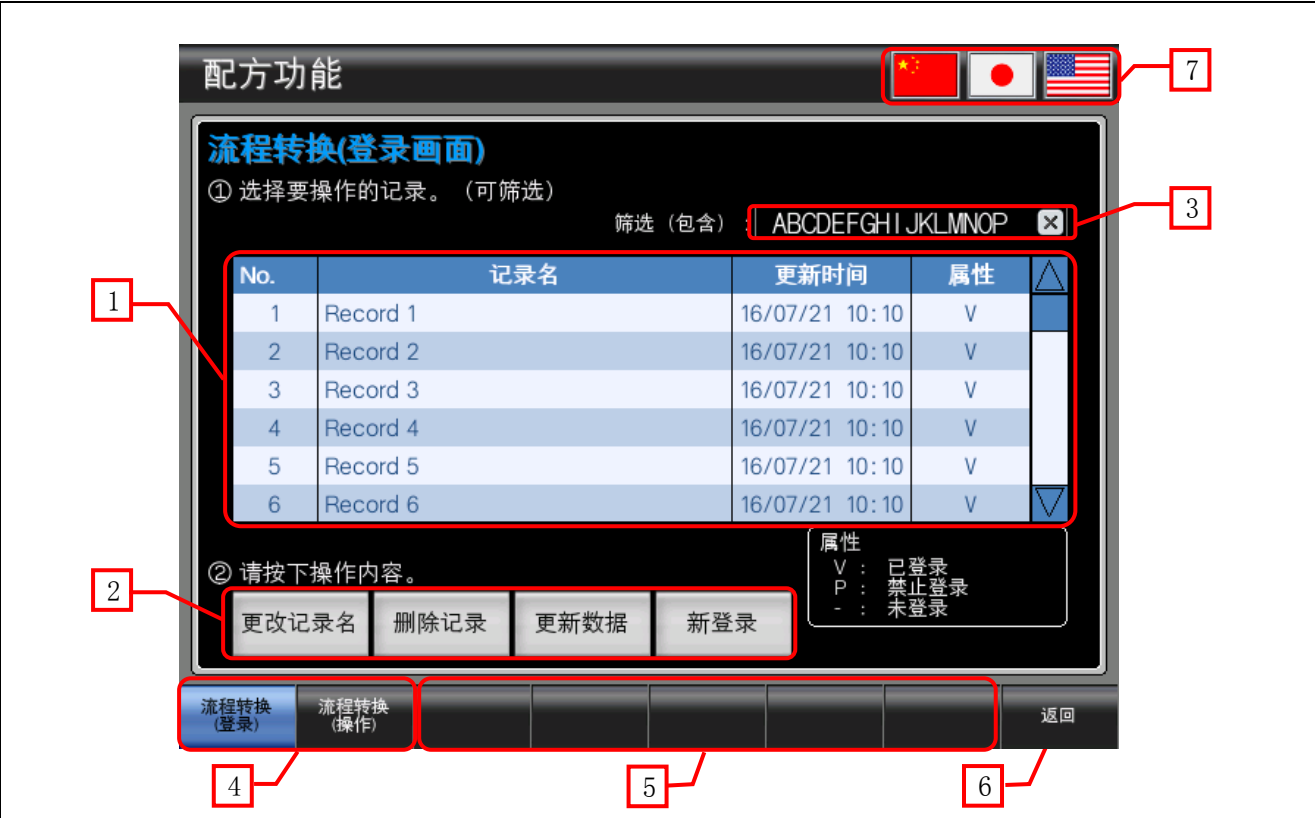 配方功能
7
流程转换(登录画面)
① 选择要操作的记录。（可筛选）
筛选（包含）： ABCDEFGHIJKLMNOP
3
No. 记录名 更新时间 属性
1
1 Record 1 16/07/21 10:10 V
2 Record 2 16/07/21 10:10 V
3 Record 3 16/07/21 10:10 V
4 Record 4 16/07/21 10:10 V
5 Record 5 16/07/21 10:10 V
6 Record 6 16/07/21 10:10 V
② 请按下操作内容。
属性
V : 已登录
P : 禁止登录
- : 未登录
2
更改记录名 删除记录 更新数据 新登录
流程转换
(登录)
流程转换
(操作)
返回
4
5
6